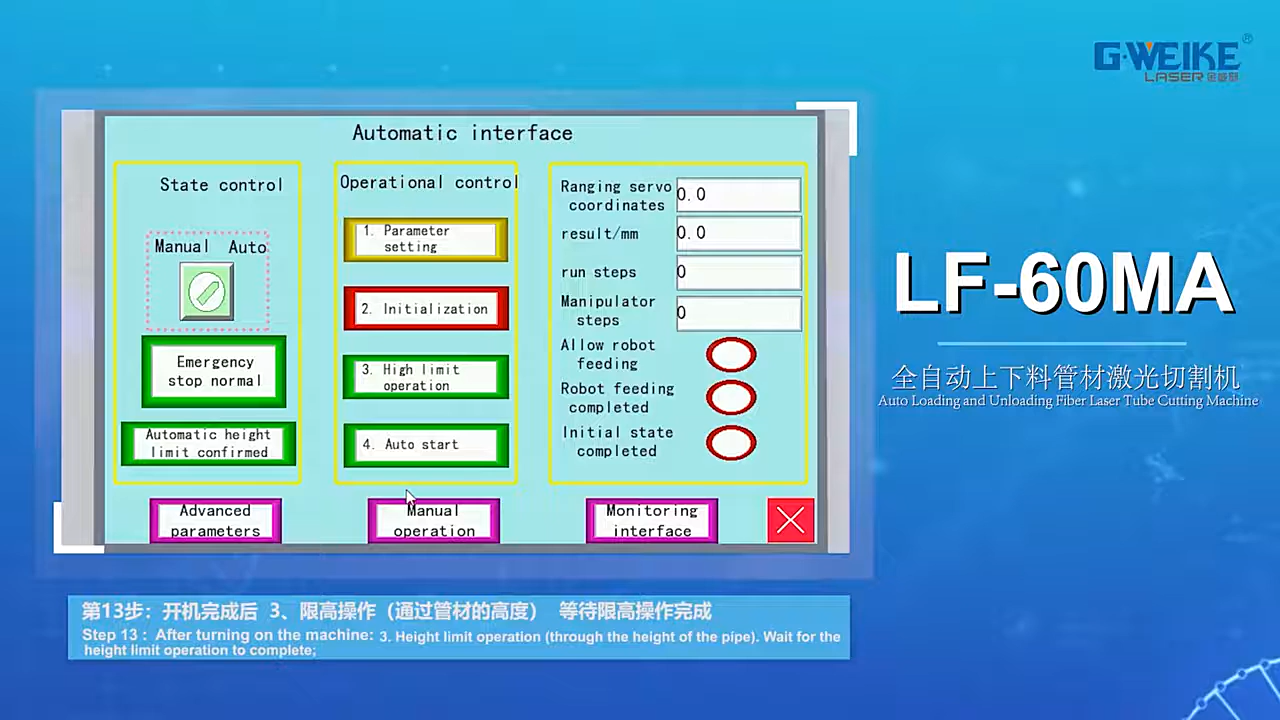 G·WEIKE®
LASER 金威刻
Automatic interface
State control
Manual Auto
Emergency
stop normal
Automatic height
limit confirmed
Operational control
1. Parameter
setting
2. Initialization
3. High limit
operation
4. Auto start
Ranging servo
coordinates
0.0
result/mm
0.0
run steps
0
Manipulator
steps
0
Allow robot
feeding
Robot feeding
completed
Initial state
completed
Advanced
parameters
Manual
operation
Monitoring
interface
LF-60MA
全自动上下料管材激光切割机
Auto Loading and Unloading Fiber Laser Tube Cutting Machine
第13步：开机完成后 3、限高操作（通过管材的高度） 等待限高操作完成
Step 13 : After turning on the machine: 3. Height limit operation (through the height of the pipe). Wait for the
height limit operation to complete;